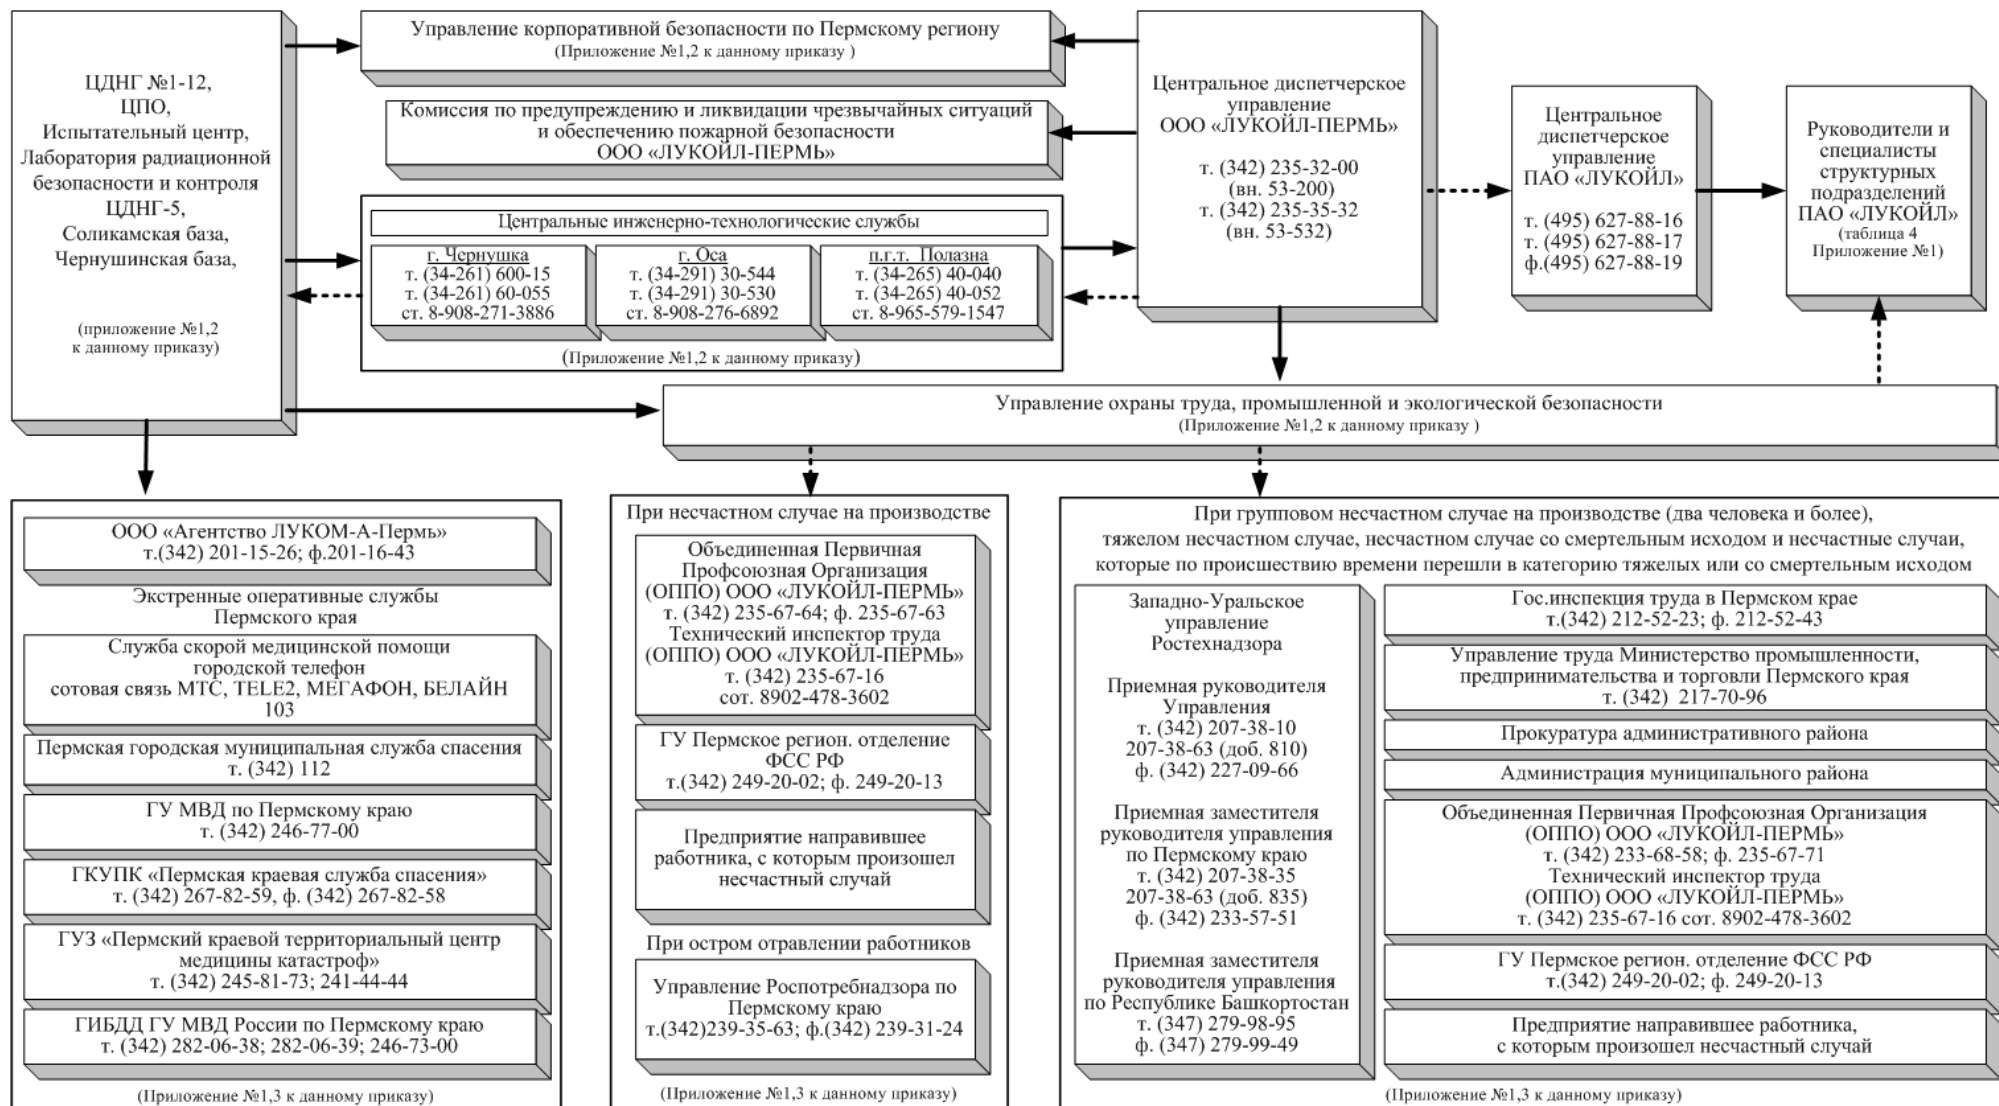 ЦДНГ №1-12,
ЦПО,
Испытательный центр,
Лаборатория радиационной
безопасности и контроля
ЦДНГ-5,
Соликамская база,
Чернушинская база,
(приложение №1,2
к данному приказу)
Управление корпоративной безопасности по Пермскому региону
(Приложение №1,2 к данному приказу )
Комиссия по предупреждению и ликвидации чрезвычайных ситуаций
и обеспечению пожарной безопасности
ООО «ЛУКОЙЛ-ПЕРМЬ»
Центральные инженерно-технологические службы
г. Чернушка
т. (34-261) 600-15
т. (34-261) 60-055
ст. 8-908-271-3886
г. Оса
т. (34-291) 30-544
т. (34-291) 30-530
ст. 8-908-276-6892
п.г.т. Полазна
т. (34-265) 40-040
т. (34-265) 40-052
ст. 8-965-579-1547
(Приложение №1,2 к данному приказу)
Центральное диспетчерское
управление
ООО «ЛУКОЙЛ-ПЕРМЬ»
т. (342) 235-32-00
(вн. 53-200)
т. (342) 235-35-32
(вн. 53-532)
Центральное
диспетчерское
управление
ПАО «ЛУКОЙЛ»
т. (495) 627-88-16
т. (495) 627-88-17
ф.(495) 627-88-19
Руководители и
специалисты
структурных
подразделений
ПАО «ЛУКОЙЛ»
(таблица 4
Приложение №1)
Управление охраны труда, промышленной и экологической безопасности
(Приложение №1,2 к данному приказу )
ООО «Агентство ЛУКОМ-А-Пермь»
т.(342) 201-15-26; ф.201-16-43
Экстренные оперативные службы
Пермского края
Служба скорой медицинской помощи
городской телефон
сотовая связь МТС, TELE2, МЕГАФОН, БЕЛАЙН
103
Пермская городская муниципальная служба спасения
т. (342) 112
ГУ МВД по Пермскому краю
т. (342) 246-77-00
ГКУПК «Пермская краевая служба спасения»
т. (342) 267-82-59, ф. (342) 267-82-58
ГУЗ «Пермский краевой территориальный центр
медицины катастроф»
т. (342) 245-81-73; 241-44-44
ГИБДД ГУ МВД России по Пермскому краю
т. (342) 282-06-38; 282-06-39; 246-73-00
(Приложение №1,3 к данному приказу)
При несчастном случае на производстве
Объединенная Первичная
Профсоюзная Организация
(ОППО) ООО «ЛУКОЙЛ-ПЕРМЬ»
т. (342) 235-67-64; ф. 235-67-63
Технический инспектор труда
(ОППО) ООО «ЛУКОЙЛ-ПЕРМЬ»
т. (342) 235-67-16
сот. 8902-478-3602
ГУ Пермское регион. отделение
ФСС РФ
т.(342) 249-20-02; ф. 249-20-13
Предприятие направившее
работника, с которым произошел
несчастный случай
При остром отравлении работников
Управление Роспотребнадзора по
Пермскому краю
т.(342)239-35-63; ф.(342) 239-31-24
(Приложение №1,3 к данному приказу)
При групповом несчастном случае на производстве (два человека и более),
тяжелом несчастном случае, несчастном случае со смертельным исходом и несчастные случаи,
которые по происшествию времени перешли в категорию тяжелых или со смертельным исходом
Западно-Уральское
управление
Ростехнадзора
Приемная руководителя
Управления
т. (342) 207-38-10
207-38-63 (доб. 810)
ф. (342) 227-09-66
Приемная заместителя
руководителя управления
по Пермскому краю
т. (342) 207-38-35
207-38-63 (доб. 835)
ф. (342) 233-57-51
Приемная заместителя
руководителя управления
по Республике Башкортостан
т. (347) 279-98-95
ф. (347) 279-99-49
Гос.инспекция труда в Пермском крае
т.(342) 212-52-23; ф. 212-52-43
Управление труда Министерство промышленности,
предпринимательства и торговли Пермского края
т. (342) 217-70-96
Прокуратура административного района
Администрация муниципального района
Объединенная Первичная Профсоюзная Организация
(ОППО) ООО «ЛУКОЙЛ-ПЕРМЬ»
т. (342) 233-68-58; ф. 235-67-71
Технический инспектор труда
(ОППО) ООО «ЛУКОЙЛ-ПЕРМЬ»
т. (342) 235-67-16 сот. 8902-478-3602
ГУ Пермское регион. отделение ФСС РФ
т.(342) 249-20-02; ф. 249-20-13
Предприятие направившее работника,
с которым произошел несчастный случай
(Приложение №1,3 к данному приказу)